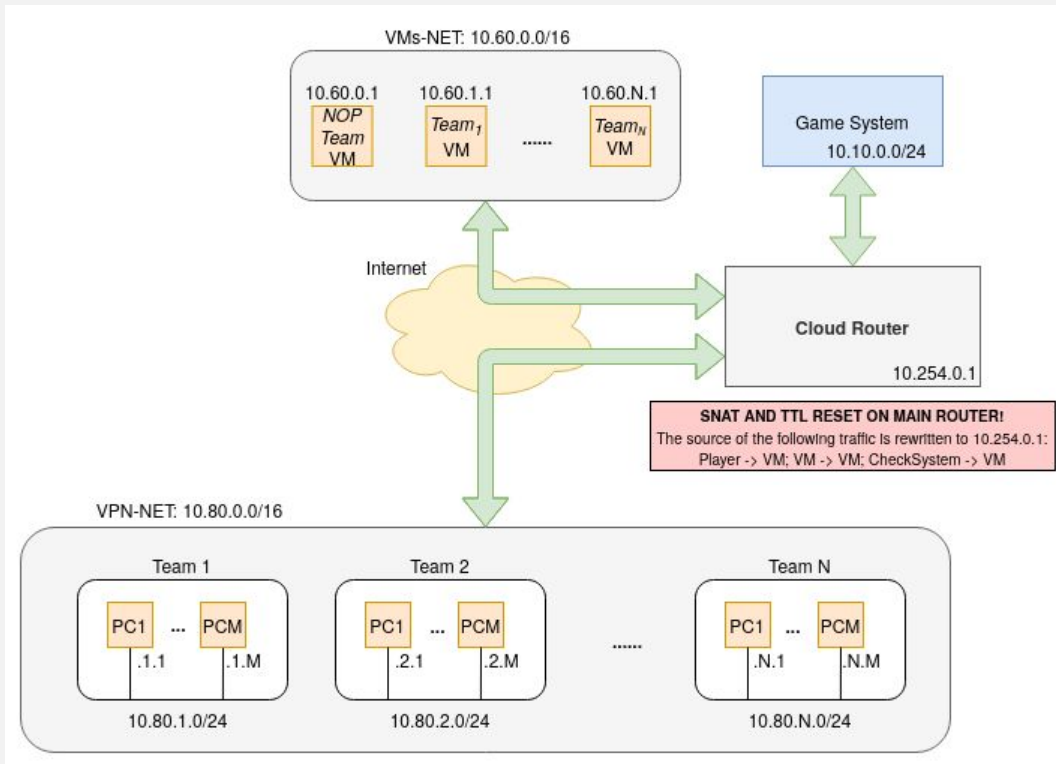 VMs-NET: 10.60.0.0/16
10.60.0.1
10.60.1.1
10.60.N.1
NOP
Team
VM
Team1
VM
......
TeamN
VM
Game System
10.10.0.0/24
Internet
Cloud Router
10.254.0.1
SNAT AND TTL RESET ON MAIN ROUTER!
The source of the following traffic is rewritten to 10.254.0.1:
Player -> VM; VM -> VM; CheckSystem -> VM
VPN-NET: 10.80.0.0/16
Team 1
PC1
...
PCM
.1.1
.1.M
10.80.1.0/24
Team 2
PC1
...
PCM
.2.1
.2.M
10.80.2.0/24
......
Team N
PC1
...
PCM
.N.1
.N.M
10.80.N.0/24